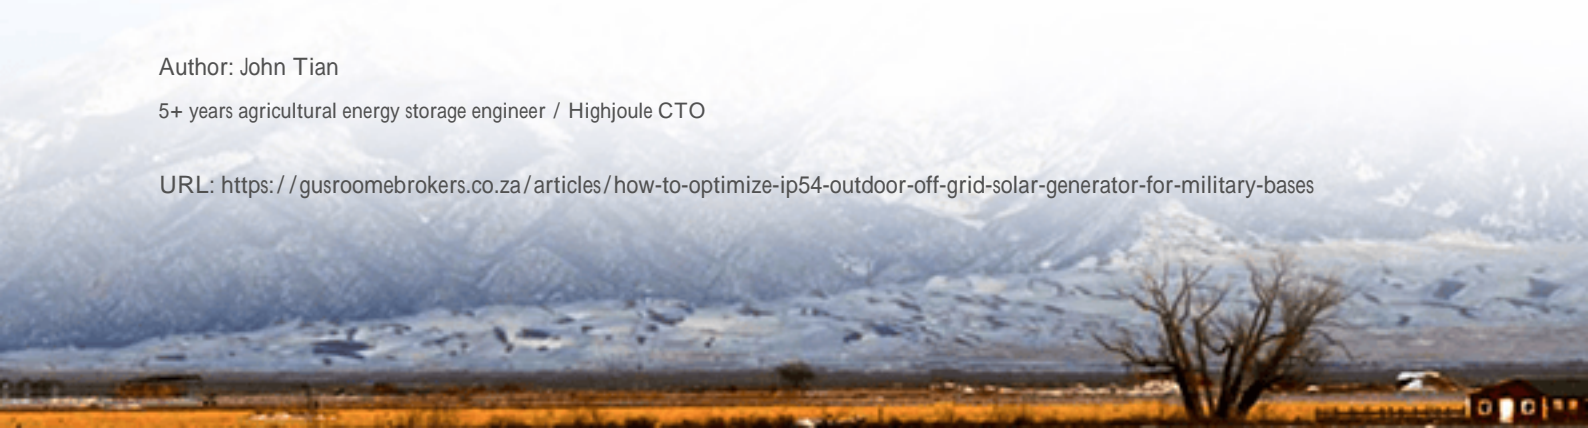 Author: John Tian
5+ years agricultural energy storage engineer / Highjoule CTO
URL: https://gusroomebrokers.co.za/articles/how-to-optimize-ip54-outdoor-off-grid-solar-generator-for-military-bases